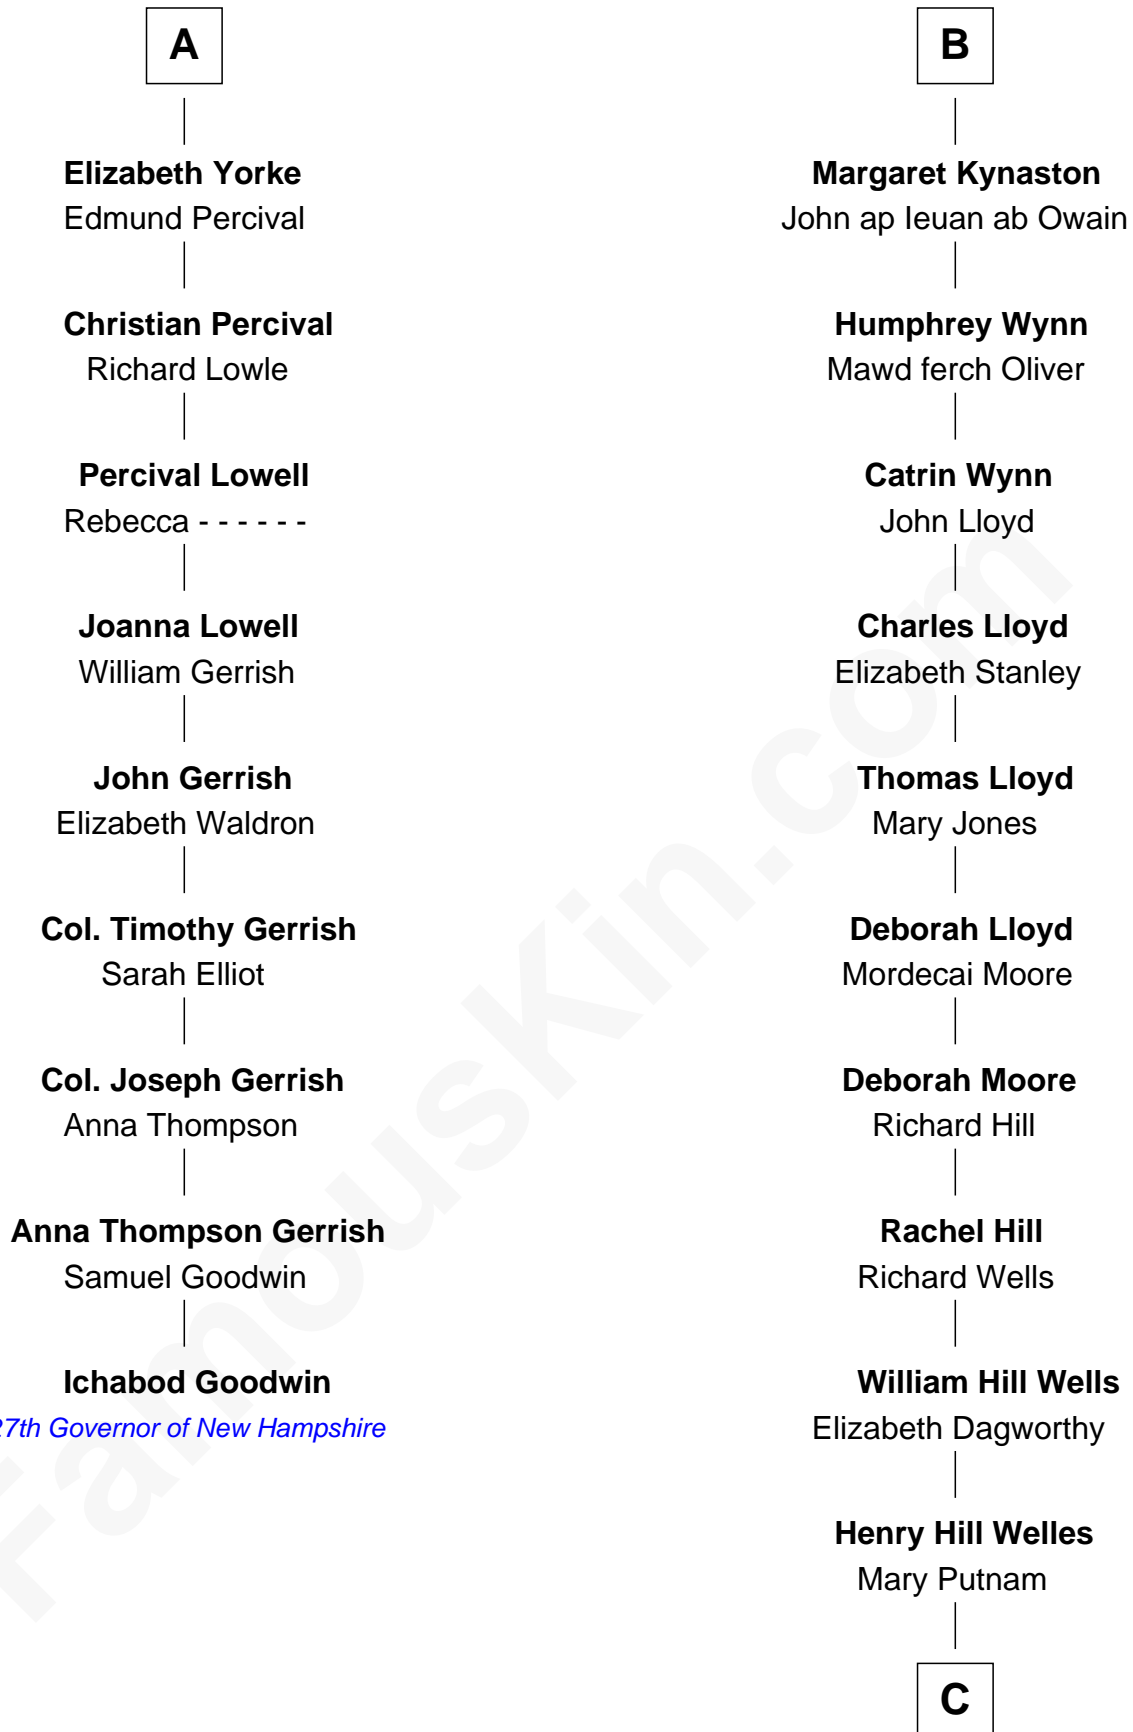 A
Elizabeth Yorke
Edmund Percival
Christian Percival
Richard Lowle
Percival Lowell
Rebecca - - - - - -
Joanna Lowell
William Gerrish
John Gerrish
Elizabeth Waldron
Col. Timothy Gerrish
Sarah Elliot
Col. Joseph Gerrish
Anna Thompson
Anna Thompson Gerrish
Samuel Goodwin
Ichabod Goodwin
27th Governor of New Hampshire
B
Margaret Kynaston
John ap Ieuan ab Owain
Humphrey Wynn
Mawd ferch Oliver
Catrin Wynn
John Lloyd
Charles Lloyd
Elizabeth Stanley
Thomas Lloyd
Mary Jones
Deborah Lloyd
Mordecai Moore
Deborah Moore
Richard Hill
Rachel Hill
Richard Wells
William Hill Wells
Elizabeth Dagworthy
Henry Hill Welles
Mary Putnam
C
FamousKin.com